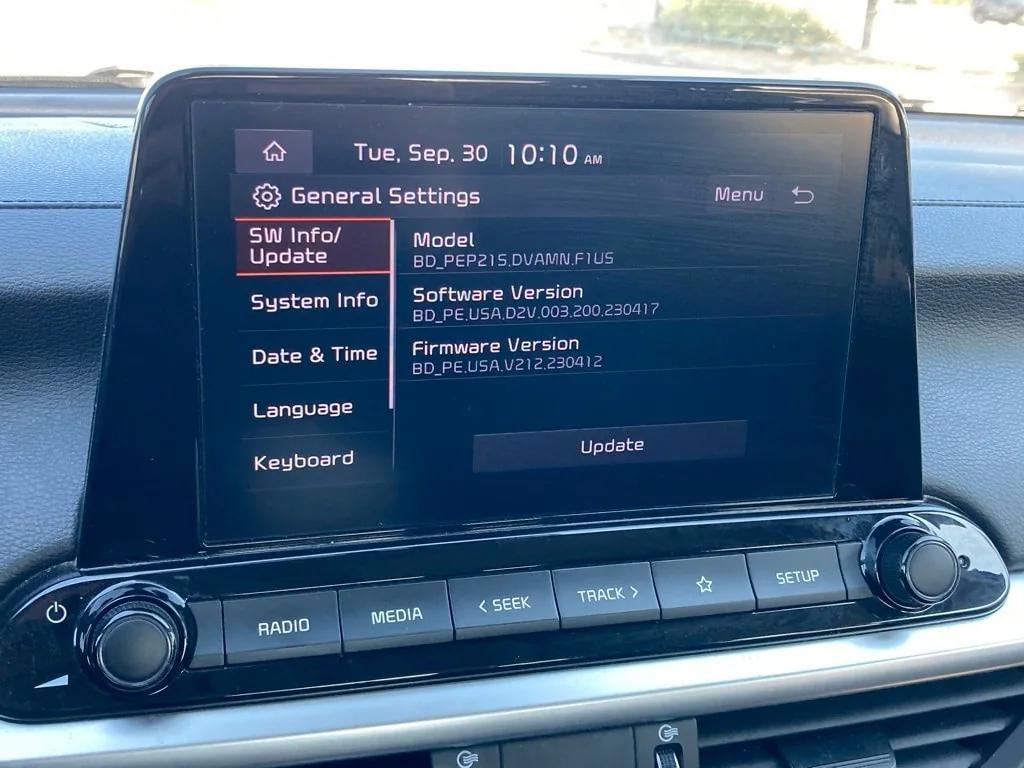 Tue, Sep. 30 10:10 AM
General Settings Menu
SW Info/
Update
System Info
Date & Time
Language
Keyboard
Model
BD_PEP21S.DVAMN.F1US
Software Version
BD_PE.USA.D2V.003.200.230417
Firmware Version
BD_PE.USA.V212.230412
Update
RADIO
MEDIA
< SEEK
TRACK >
SETUP